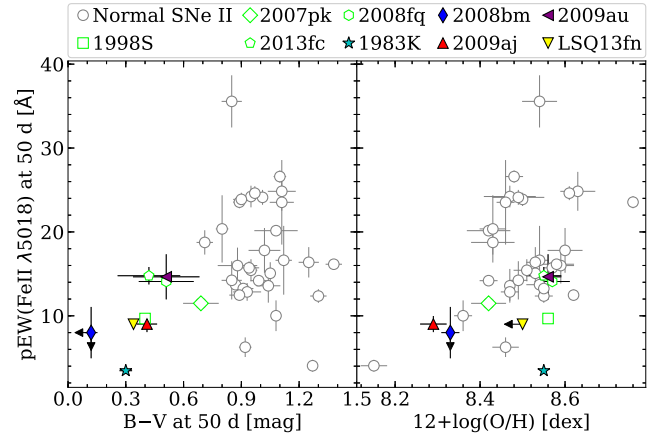 Normal SNe II 2007pk 2008fq 2008bm 2009au
1998S 2013fc 1983K 2009aj LSQ13fn
pEW(FeII λ5018) at 50 d [Å]
40
30
20
10
0
0.0 0.3 0.6 0.9 1.2 1.5 8.2 8.4 8.6
B−V at 50 d [mag] 12+log(O/H) [dex]